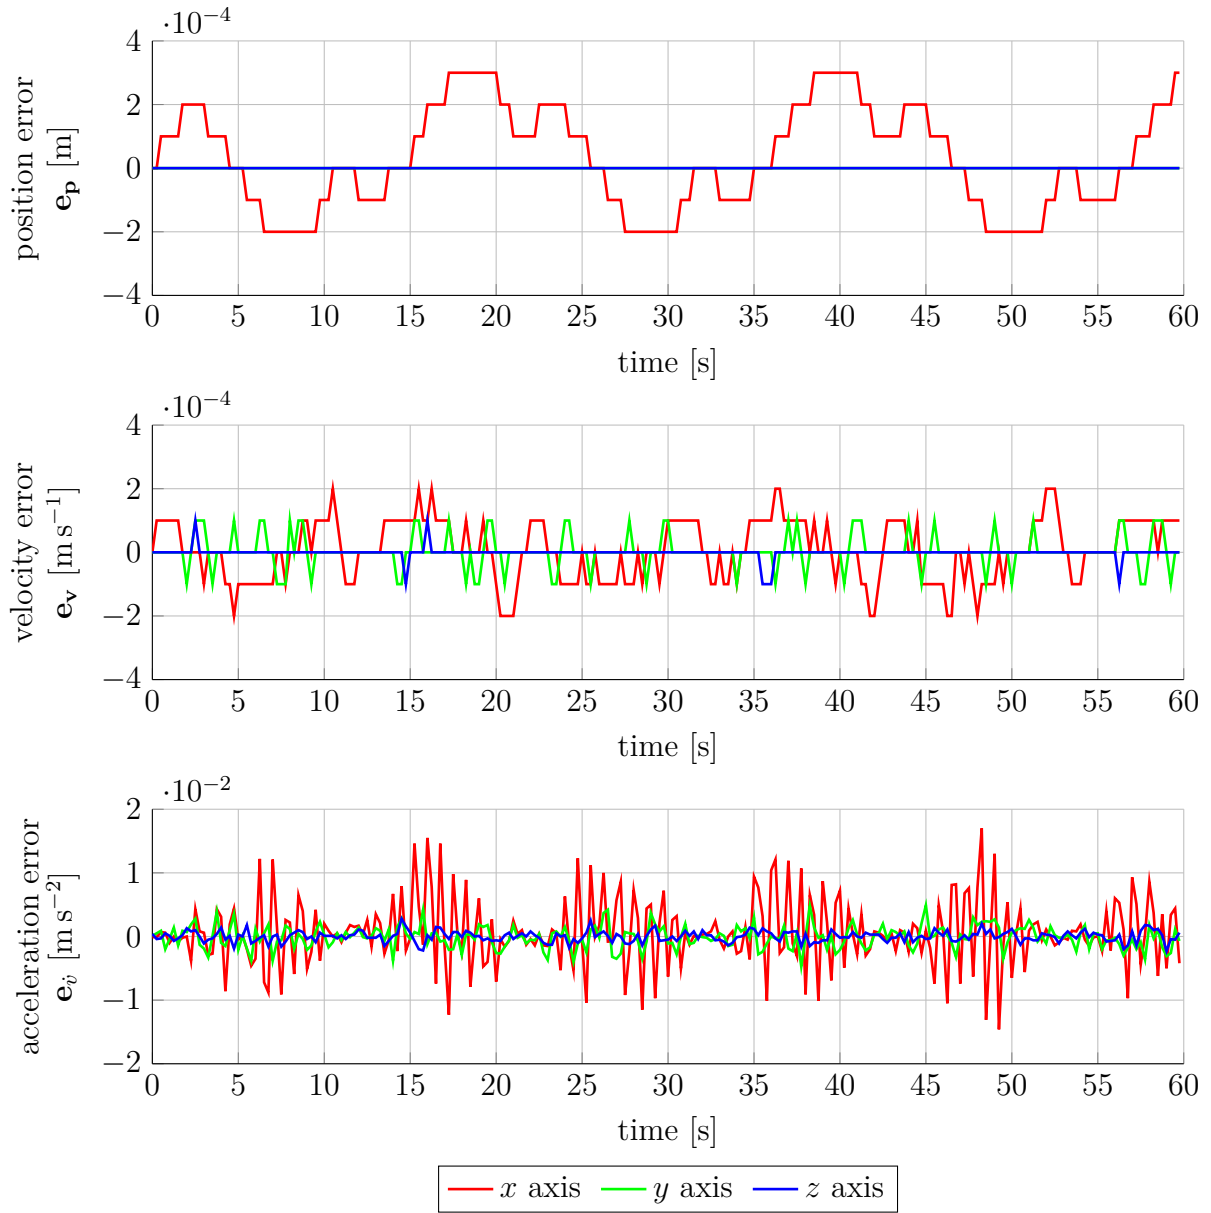 ·10⁻⁴
position error
eₚ [m]
4
2
0
−2
−4
0 5 10 15 20 25 30 35 40 45 50 55 60
time [s]
·10⁻⁴
velocity error
eᵥ [m s⁻¹]
4
2
0
−2
−4
0 5 10 15 20 25 30 35 40 45 50 55 60
time [s]
·10⁻²
acceleration error
eᵥ̇ [m s⁻²]
2
1
0
−1
−2
0 5 10 15 20 25 30 35 40 45 50 55 60
time [s]
x axis y axis z axis